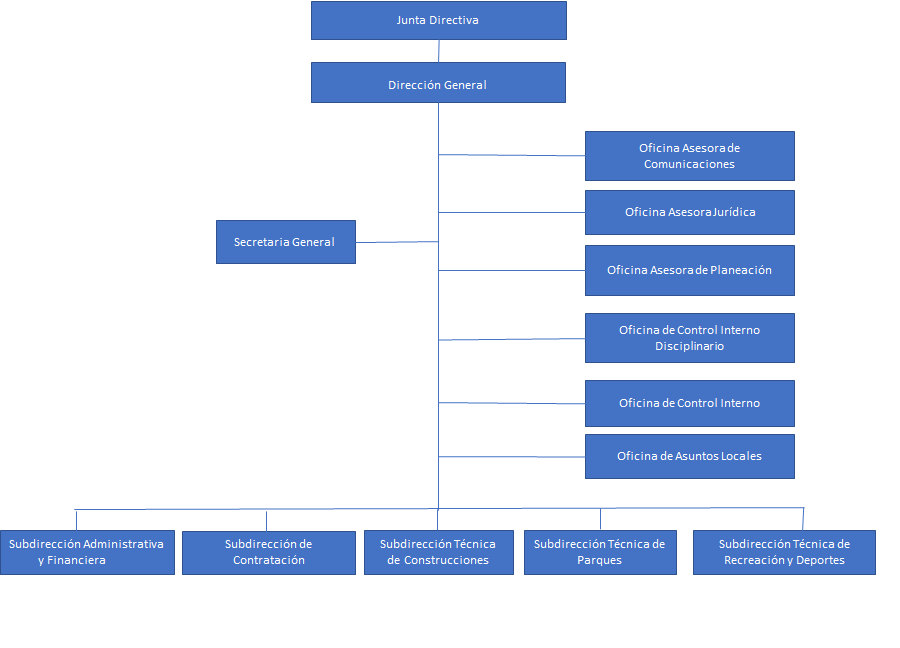 Junta Directiva
Dirección General
Oficina Asesora de
Comunicaciones
Oficina Asesora Jurídica
Secretaria General
Oficina Asesora de Planeación
Oficina de Control Interno
Disciplinario
Oficina de Control Interno
Oficina de Asuntos Locales
Subdirección Administrativa
y Financiera
Subdirección de
Contratación
Subdirección Técnica
de Construcciones
Subdirección Técnica de
Parques
Subdirección Técnica de
Recreación y Deportes